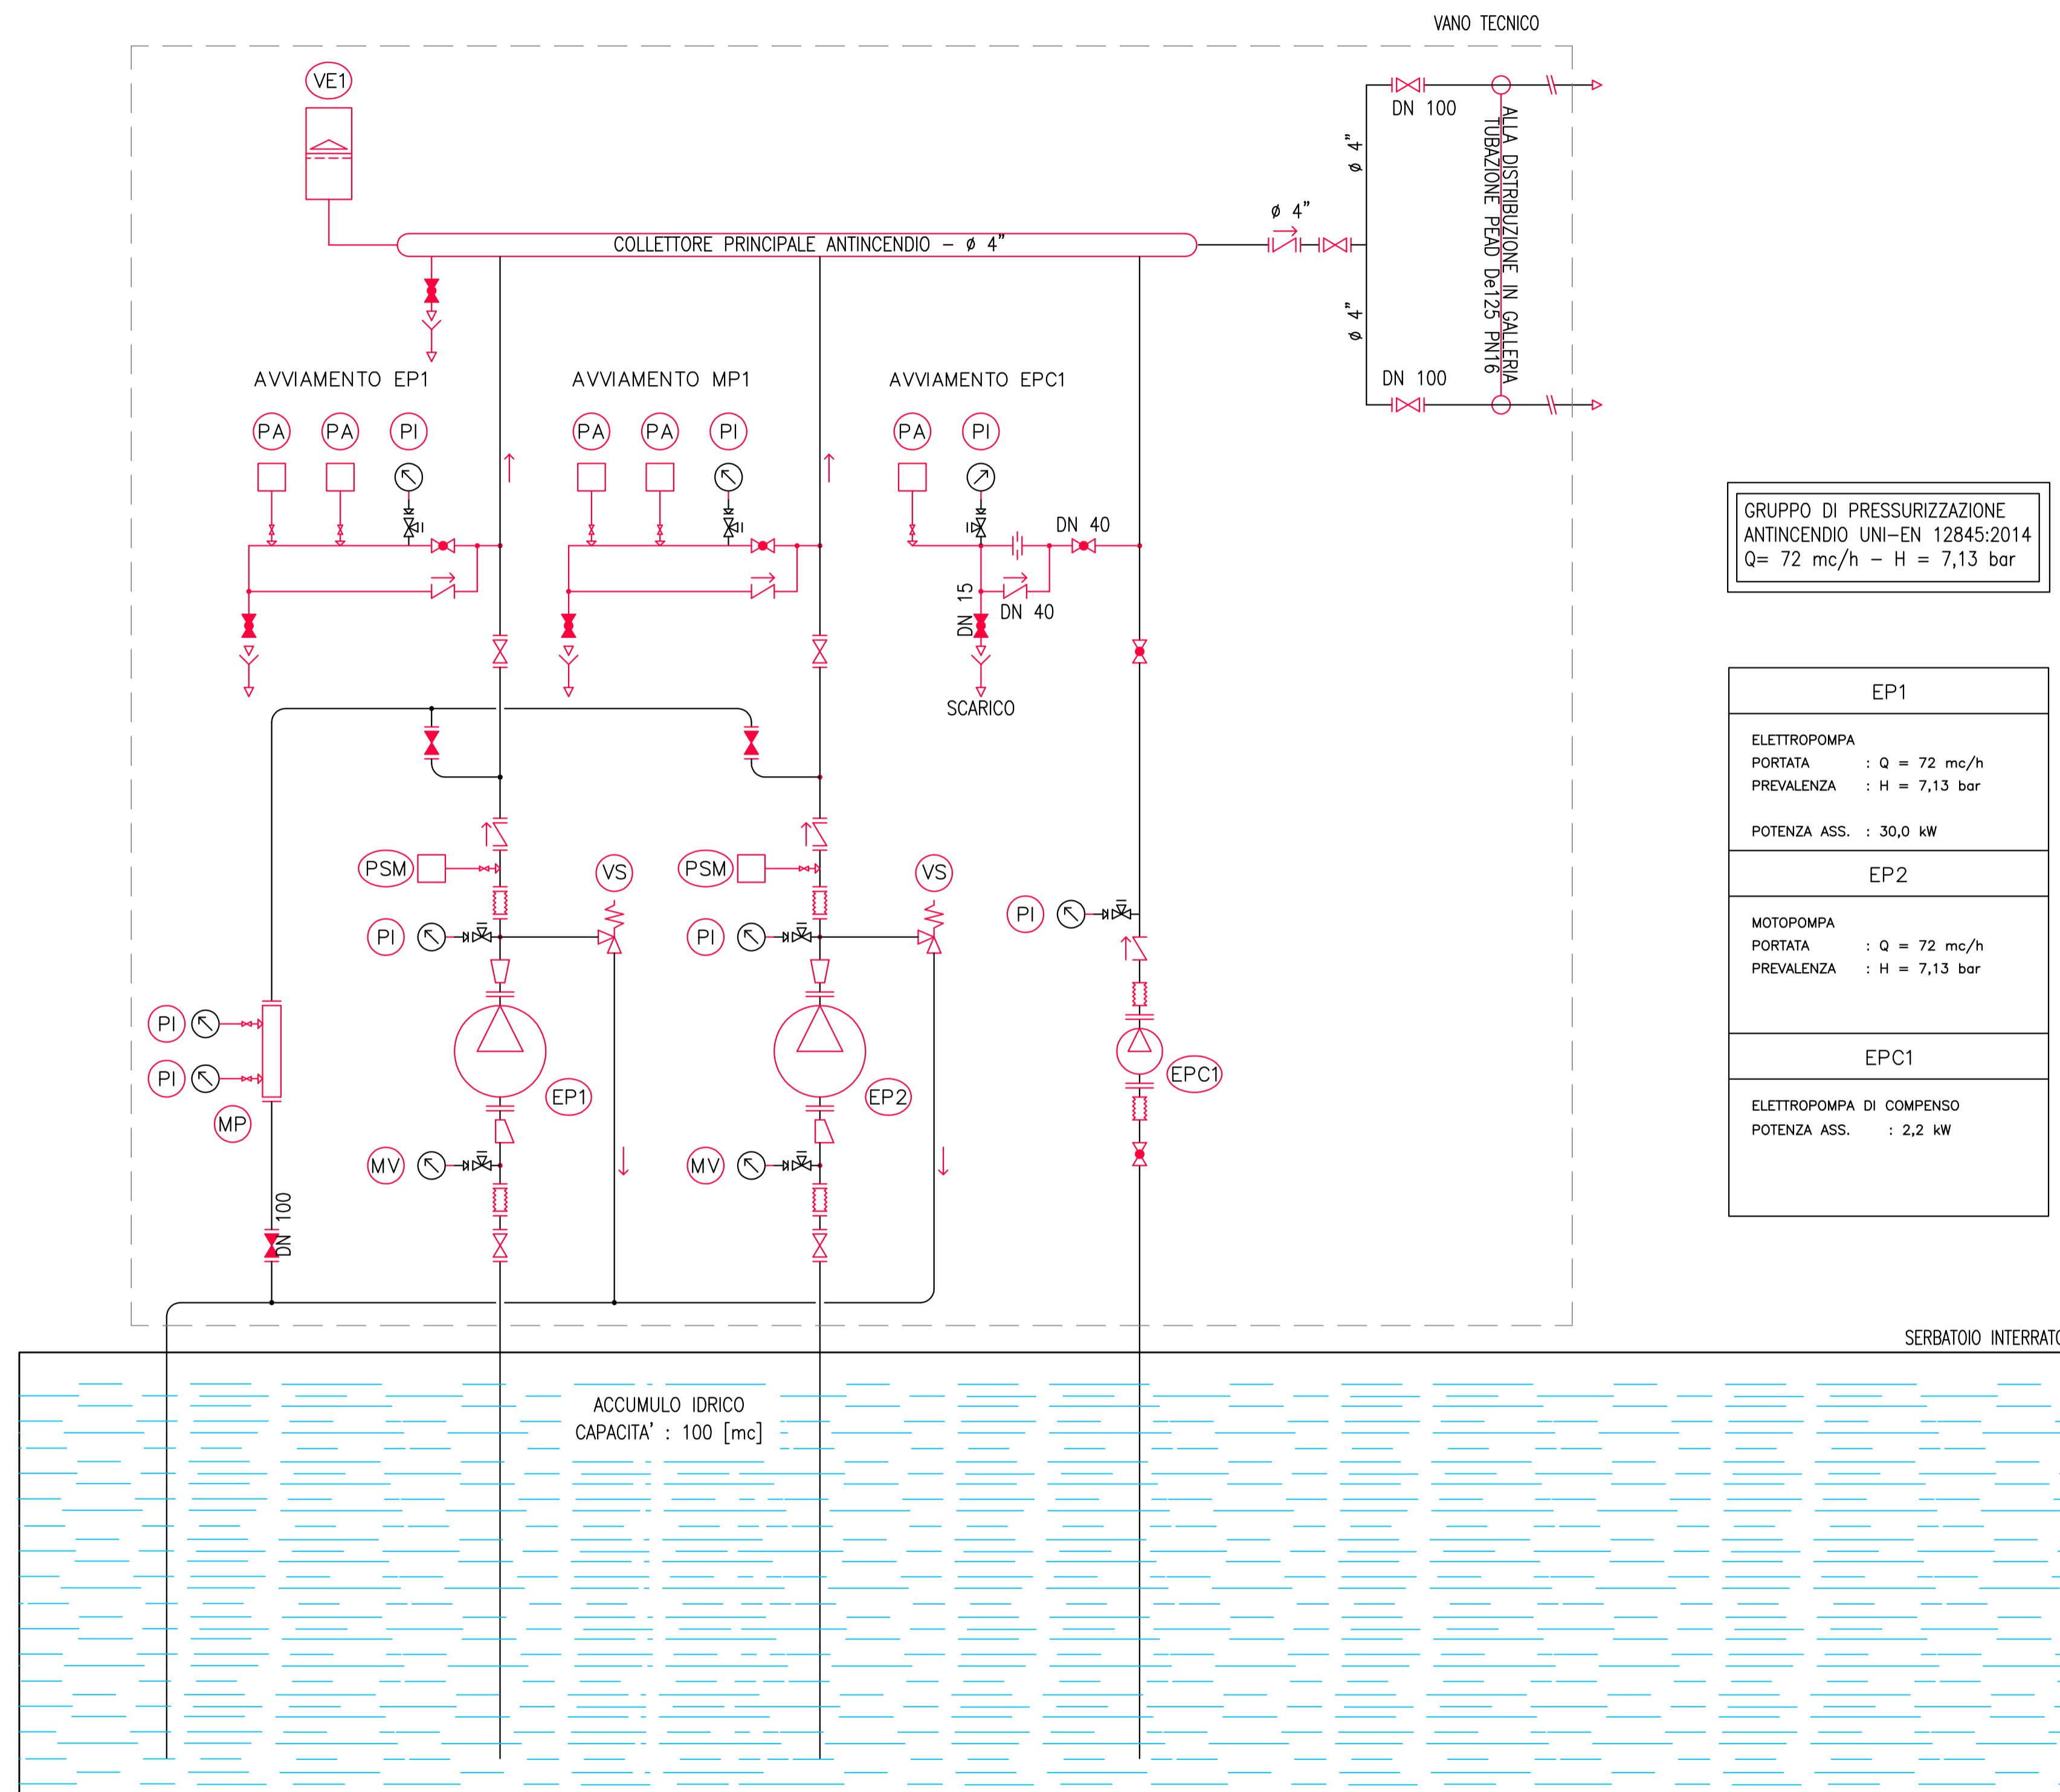 VANO TECNICO
VE1
DN 100
ø 4"
ø 4"
COLLETTORE PRINCIPALE ANTINCENDIO - ø 4"
ø 4"
ALLA DISTRIBUZIONE IN GALLERIA
TUBAZIONE PEAD De125 PN16
DN 100
AVVIAMENTO EP1
AVVIAMENTO MP1
AVVIAMENTO EPC1
PA
PA
PI
PA
PA
PI
PA
PI
DN 40
DN 15
DN 40
SCARICO
GRUPPO DI PRESSURIZZAZIONE
ANTINCENDIO UNI-EN 12845:2014
Q= 72 mc/h - H = 7,13 bar
EP1
ELETTROPOMPA
PORTATA : Q = 72 mc/h
PREVALENZA : H = 7,13 bar
POTENZA ASS. : 30,0 kW
EP2
MOTOPOMPA
PORTATA : Q = 72 mc/h
PREVALENZA : H = 7,13 bar
EPC1
ELETTROPOMPA DI COMPENSO
POTENZA ASS. : 2,2 kW
PSM
VS
PSM
VS
PI
PI
PI
PI
PI
MP
EP1
EP2
EPC1
MV
MV
DN 100
SERBATOIO INTERRATO
ACCUMULO IDRICO
CAPACITA' : 100 [mc]